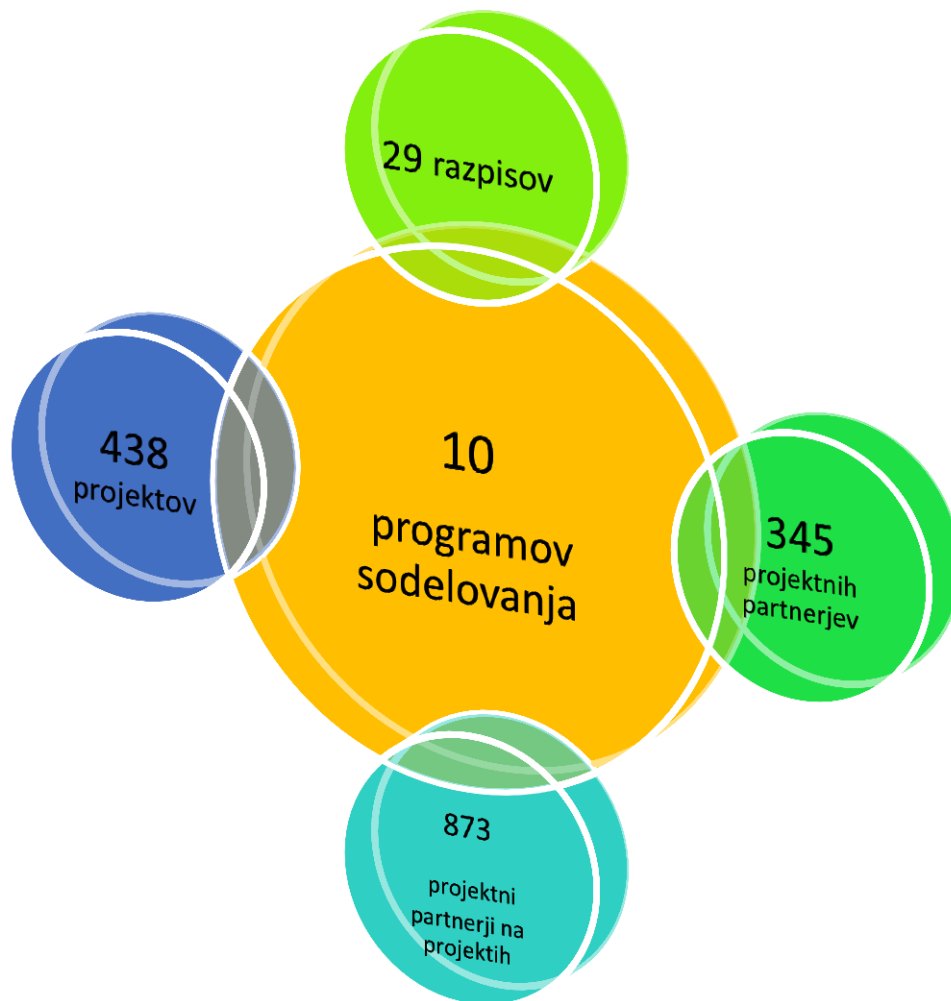 29 razpisov
438
projektov
10
programov
sodelovanja
345
projektnih
partnerjev
873
projektni
partnerji na
projektih